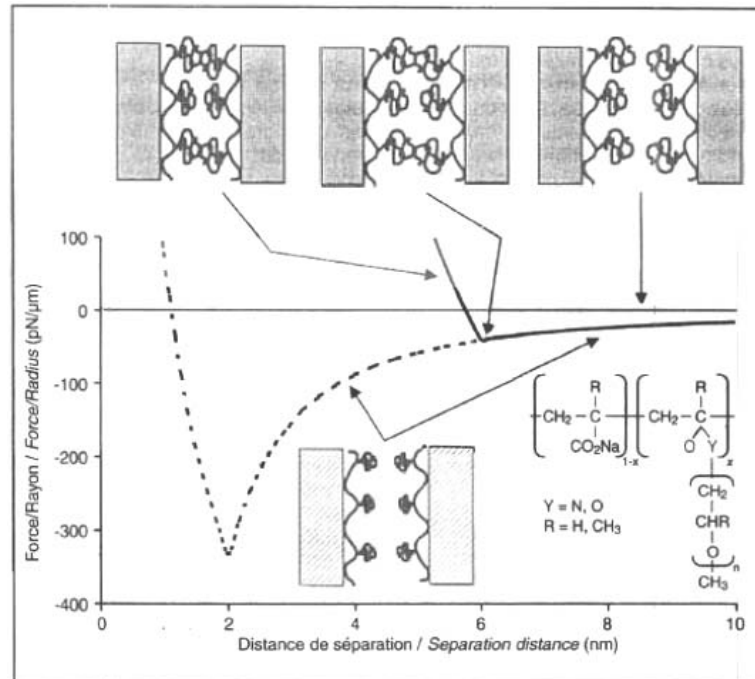 100
0
-100
-200
-300
-400
Force/Rayon / Force/Radius (pN/µm)
0
2
4
6
8
10
Distance de séparation / Separation distance (nm)
R
CH₂ C
CO₂Na
1-x
R
CH₂ C
O Y
x
CH₂
CHR
O
n
CH₃
Y = N, O
R = H, CH₃